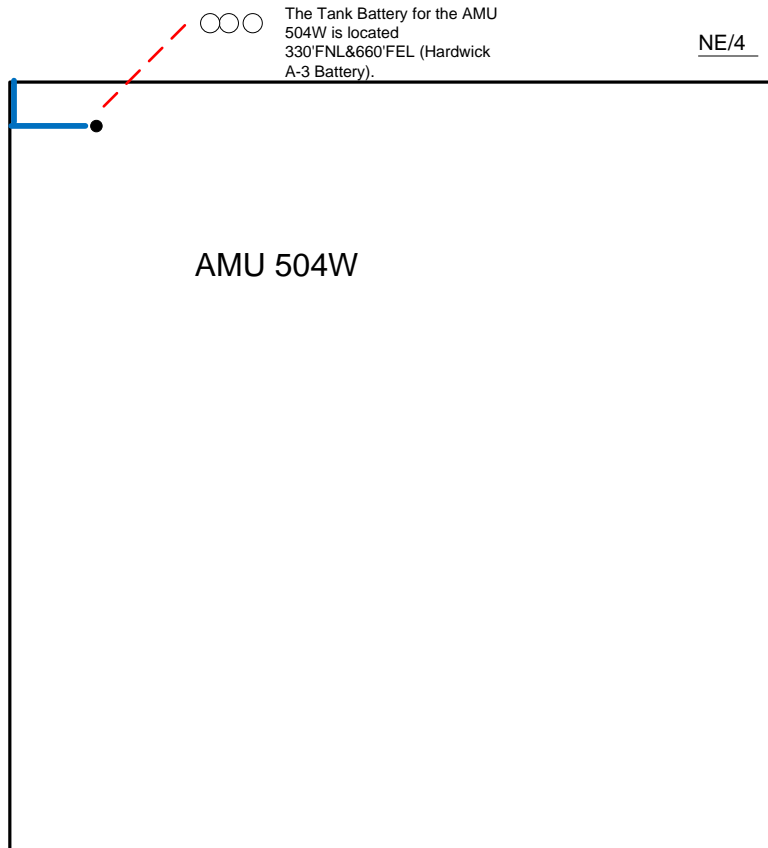 The Tank Battery for the AMU
504W is located
330'FNL&660'FEL (Hardwick
A-3 Battery).
NE/4
AMU 504W